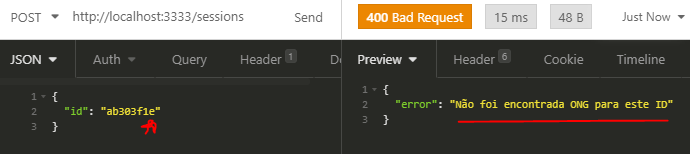 POST http://localhost:3333/sessions Send
400 Bad Request 15 ms 48 B Just Now
JSON Auth Query Header 1 De
Preview Header 6 Cookie Timeline
1 {
2 "id": "ab303f1e"
3 }
1 {
2 "error": "Não foi encontrada ONG para este ID"
3 }